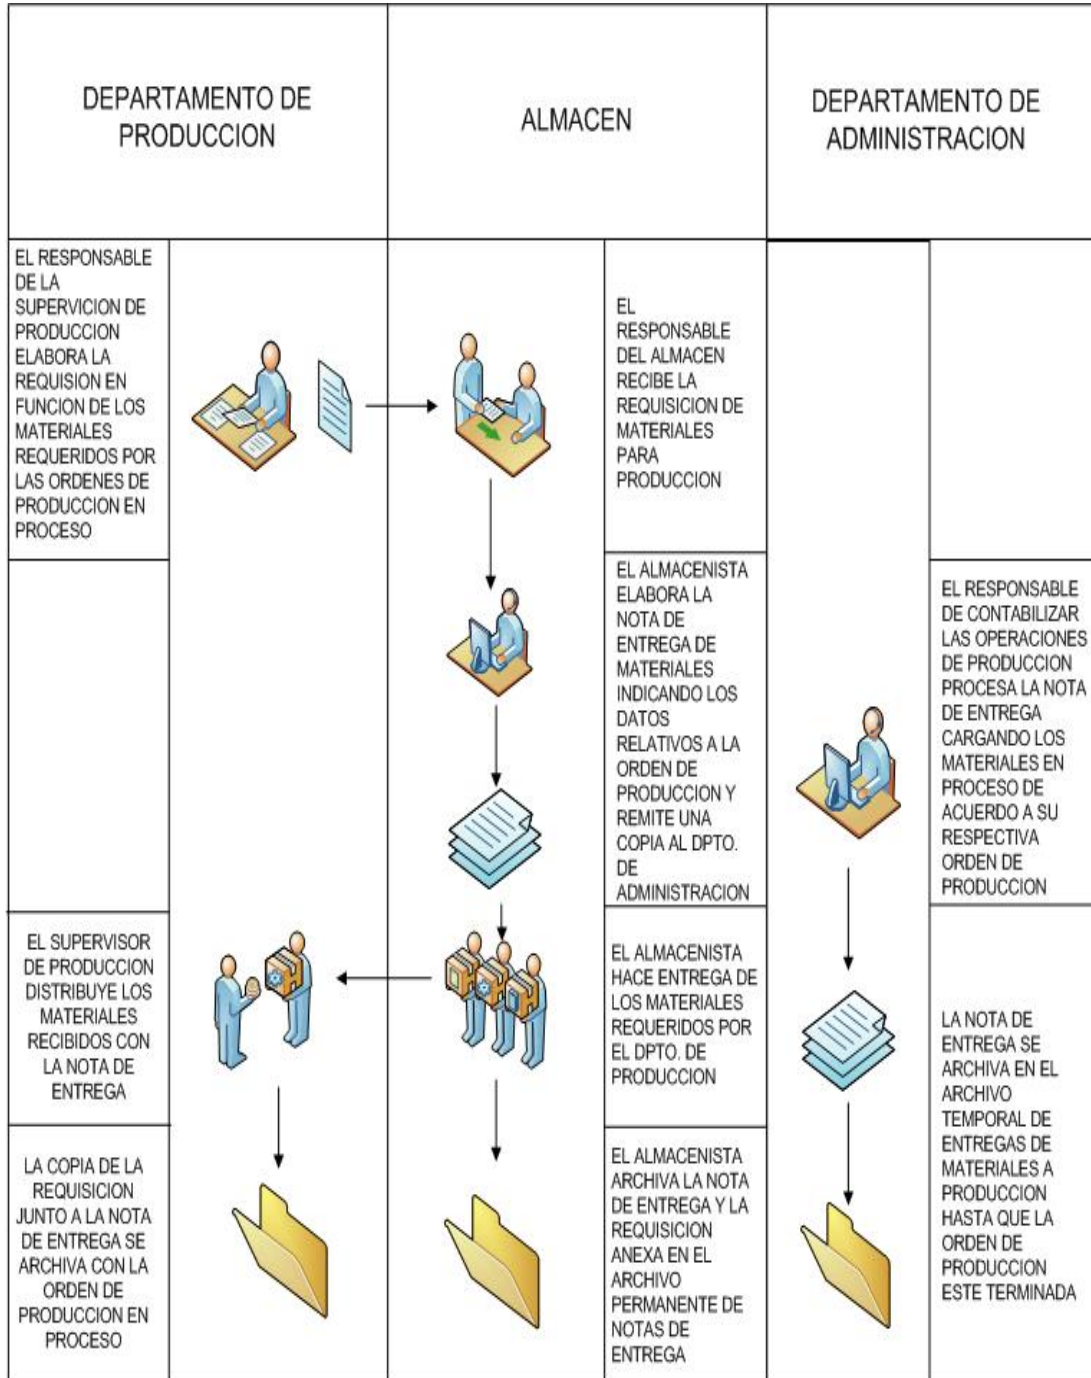 DEPARTAMENTO DE
PRODUCCION
ALMACEN
DEPARTAMENTO DE
ADMINISTRACION
EL RESPONSABLE
DE LA
SUPERVICION DE
PRODUCCION
ELABORA LA
REQUISION EN
FUNCION DE LOS
MATERIALES
REQUERIDOS POR
LAS ORDENES DE
PRODUCCION EN
PROCESO
EL
RESPONSABLE
DEL ALMACEN
RECIBE LA
REQUISICION DE
MATERIALES
PARA
PRODUCCION
EL ALMACENISTA
ELABORA LA
NOTA DE
ENTREGA DE
MATERIALES
INDICANDO LOS
DATOS
RELATIVOS A LA
ORDEN DE
PRODUCCION Y
REMITE UNA
COPIA AL DPTO.
DE
ADMINISTRACION
EL RESPONSABLE
DE CONTABILIZAR
LAS OPERACIONES
DE PRODUCCION
PROCESA LA NOTA
DE ENTREGA
CARGANDO LOS
MATERIALES EN
PROCESO DE
ACUERDO A SU
RESPECTIVA
ORDEN DE
PRODUCCION
EL SUPERVISOR
DE PRODUCCION
DISTRIBUYE LOS
MATERIALES
RECIBIDOS CON
LA NOTA DE
ENTREGA
EL ALMACENISTA
HACE ENTREGA DE
LOS MATERIALES
REQUERIDOS POR
EL DPTO. DE
PRODUCCION
LA NOTA DE
ENTREGA SE
ARCHIVA EN EL
ARCHIVO
TEMPORAL DE
ENTREGAS DE
MATERIALES A
PRODUCCION
HASTA QUE LA
ORDEN DE
PRODUCCION
ESTE TERMINADA
LA COPIA DE LA
REQUISICION
JUNTO A LA NOTA
DE ENTREGA SE
ARCHIVA CON LA
ORDEN DE
PRODUCCION EN
PROCESO
EL ALMACENISTA
ARCHIVA LA NOTA
DE ENTREGA Y LA
REQUISICION
ANEXA EN EL
ARCHIVO
PERMANENTE DE
NOTAS DE
ENTREGA